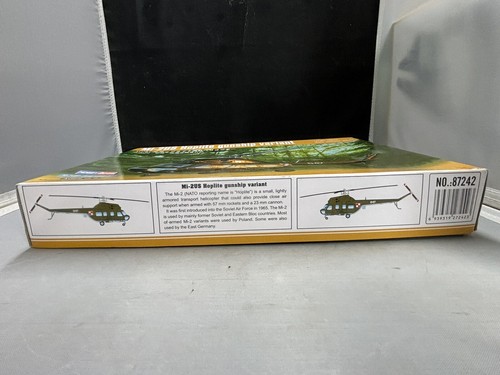 Hoplite gunship variant
Mi-2US Hoplite gunship variant
The Mi-2 (NATO reporting name is "Hoplite") is a small, lightly
armored transport helicopter that could also provide close air
support when armed with 57 mm rockets and a 23 mm cannon.
It was first introduced into the Soviet Air Force in 1965. The Mi-2
is used by mainly former Soviet and Eastern Bloc countries. Most
of armed Mi-2 variants were used by Poland. Some were also
used by the East Germany.
NO.:87242